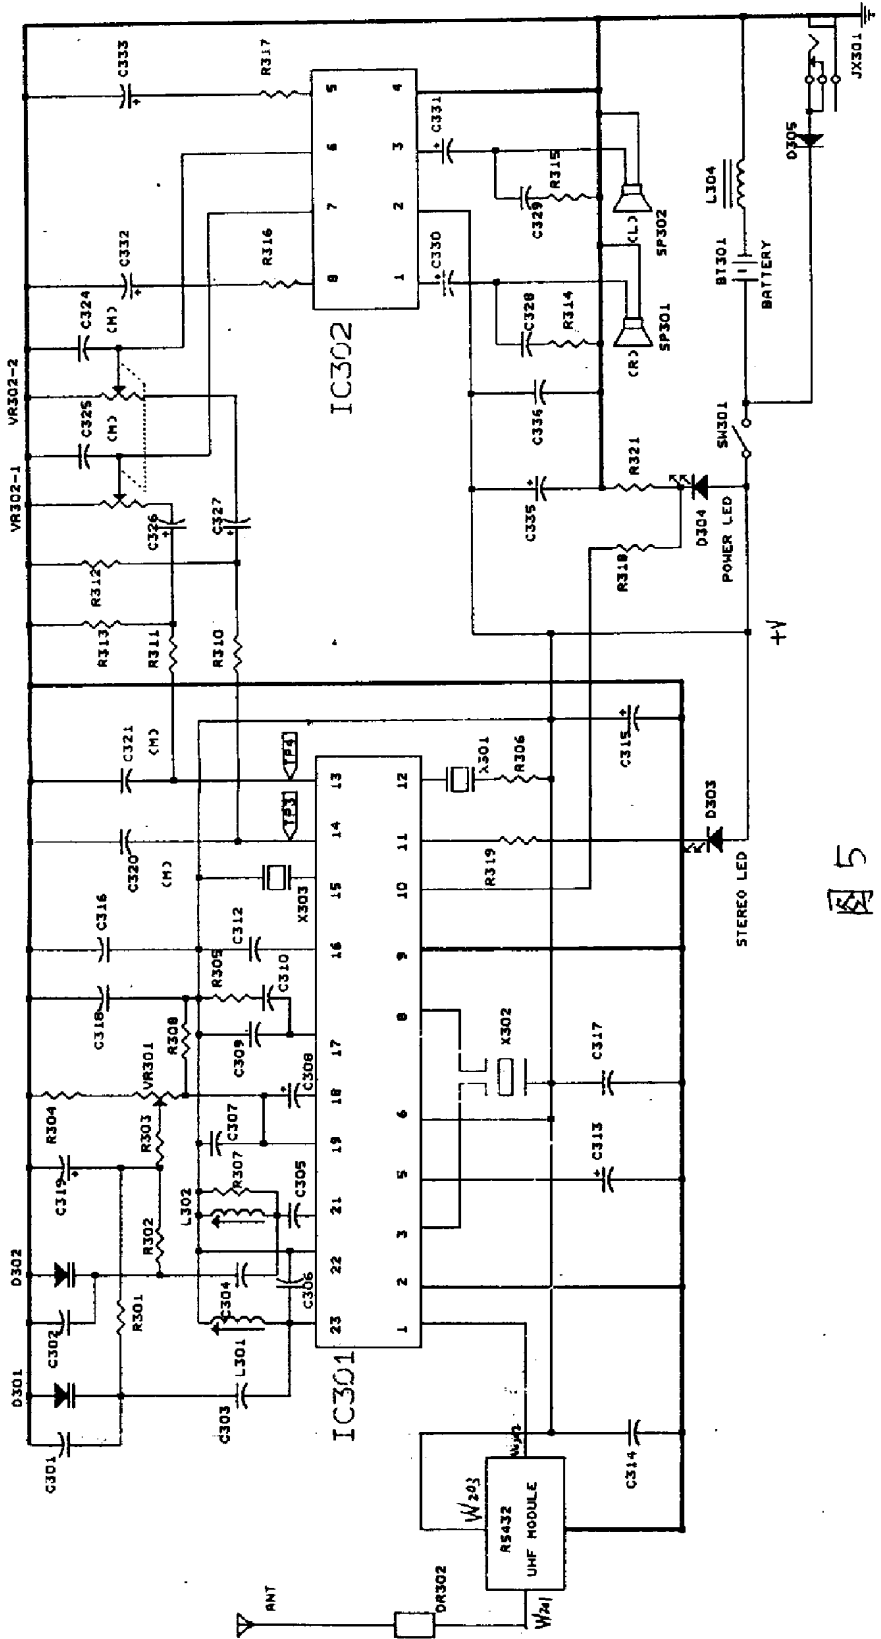 C333
R317
C332
R316
C324
(M)
VR302-2
C325
(M)
VR302-1
C326
C327
R312
R313
R311
R310
5
6
7
8
4
3
2
1
IC302
C331
C330
C329
R315
C328
R314
(L)
SP302
(R)
SP301
C336
C335
R321
R318
D304
POWER LED
SW301
BT301
BATTERY
L304
D305
JX301
+V
C321
(M)
C320
(M)
TP4
TP3
X303
C316
C312
C318
R305
C310
R308
C309
VR301
C308
R304
R303
C307
C319
R307
L302
C305
R302
D302
C304
C306
C302
R301
L301
D301
C303
C301
13
14
15
16
17
18
19
21
22
23
12
11
10
9
8
6
5
3
2
1
IC301
X301
R306
R319
C315
D303
STEREO LED
X302
C317
C313
C314
W203
R5432
UHF MODULE
W201
DR302
ANT
图5